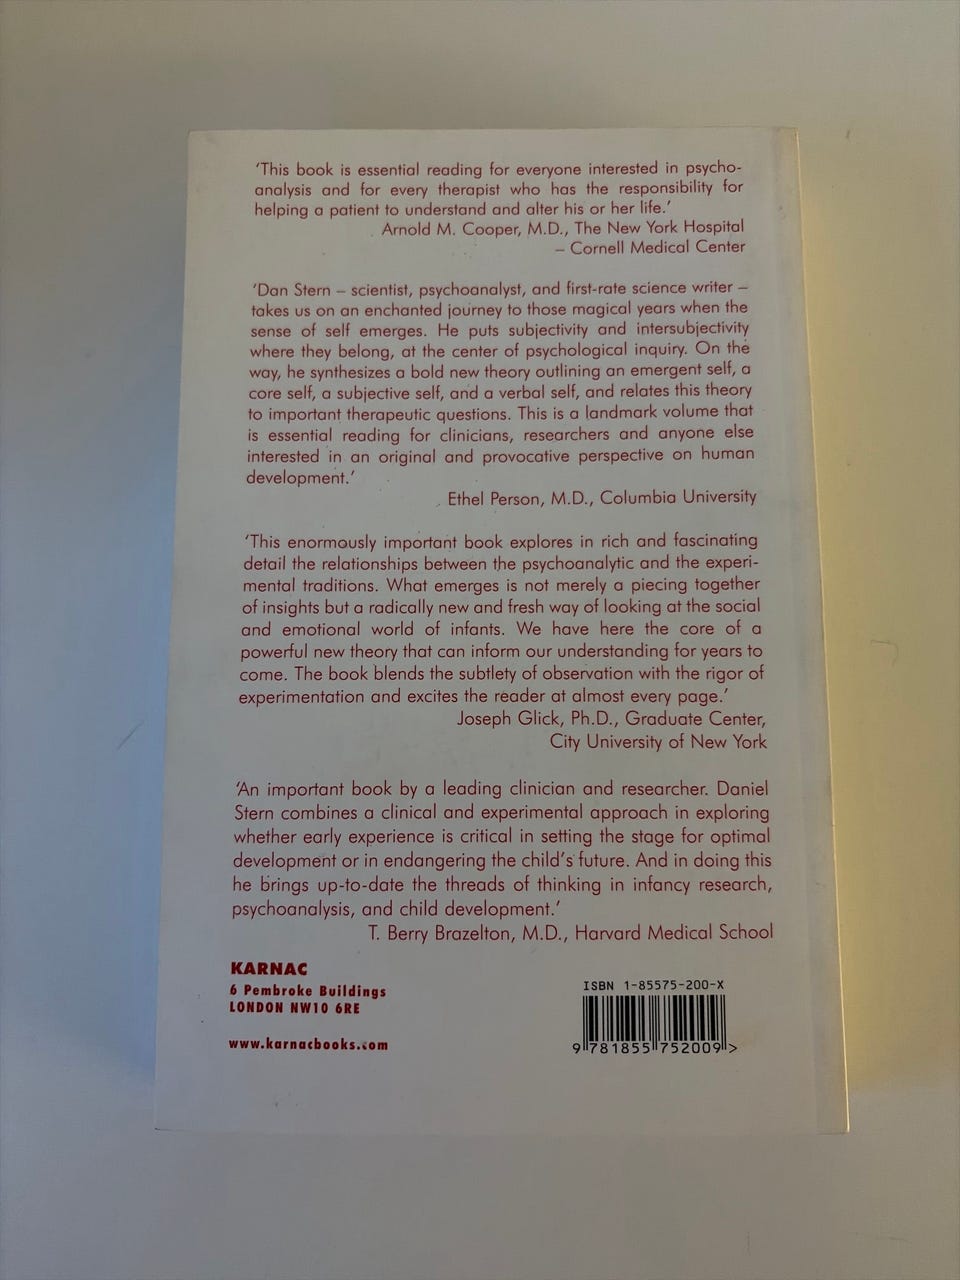 ‘This book is essential reading for everyone interested in psycho-
analysis and for every therapist who has the responsibility for
helping a patient to understand and alter his or her life.’
Arnold M. Cooper, M.D., The New York Hospital
– Cornell Medical Center
‘Dan Stern – scientist, psychoanalyst, and first-rate science writer –
takes us on an enchanted journey to those magical years when the
sense of self emerges. He puts subjectivity and intersubjectivity
where they belong, at the center of psychological inquiry. On the
way, he synthesizes a bold new theory outlining an emergent self, a
core self, a subjective self, and a verbal self, and relates this theory
to important therapeutic questions. This is a landmark volume that
is essential reading for clinicians, researchers and anyone else
interested in an original and provocative perspective on human
development.’
Ethel Person, M.D., Columbia University
‘This enormously important book explores in rich and fascinating
detail the relationships between the psychoanalytic and the experi-
mental traditions. What emerges is not merely a piecing together
of insights but a radically new and fresh way of looking at the social
and emotional world of infants. We have here the core of a
powerful new theory that can inform our understanding for years to
come. The book blends the subtlety of observation with the rigor of
experimentation and excites the reader at almost every page.’
Joseph Glick, Ph.D., Graduate Center,
City University of New York
‘An important book by a leading clinician and researcher. Daniel
Stern combines a clinical and experimental approach in exploring
whether early experience is critical in setting the stage for optimal
development or in endangering the child’s future. And in doing this
he brings up-to-date the threads of thinking in infancy research,
psychoanalysis, and child development.’
T. Berry Brazelton, M.D., Harvard Medical School
KARNAC
6 Pembroke Buildings
LONDON NW10 6RE
www.karnacbooks.com
ISBN 1-85575-200-X
9 781855 752009 >